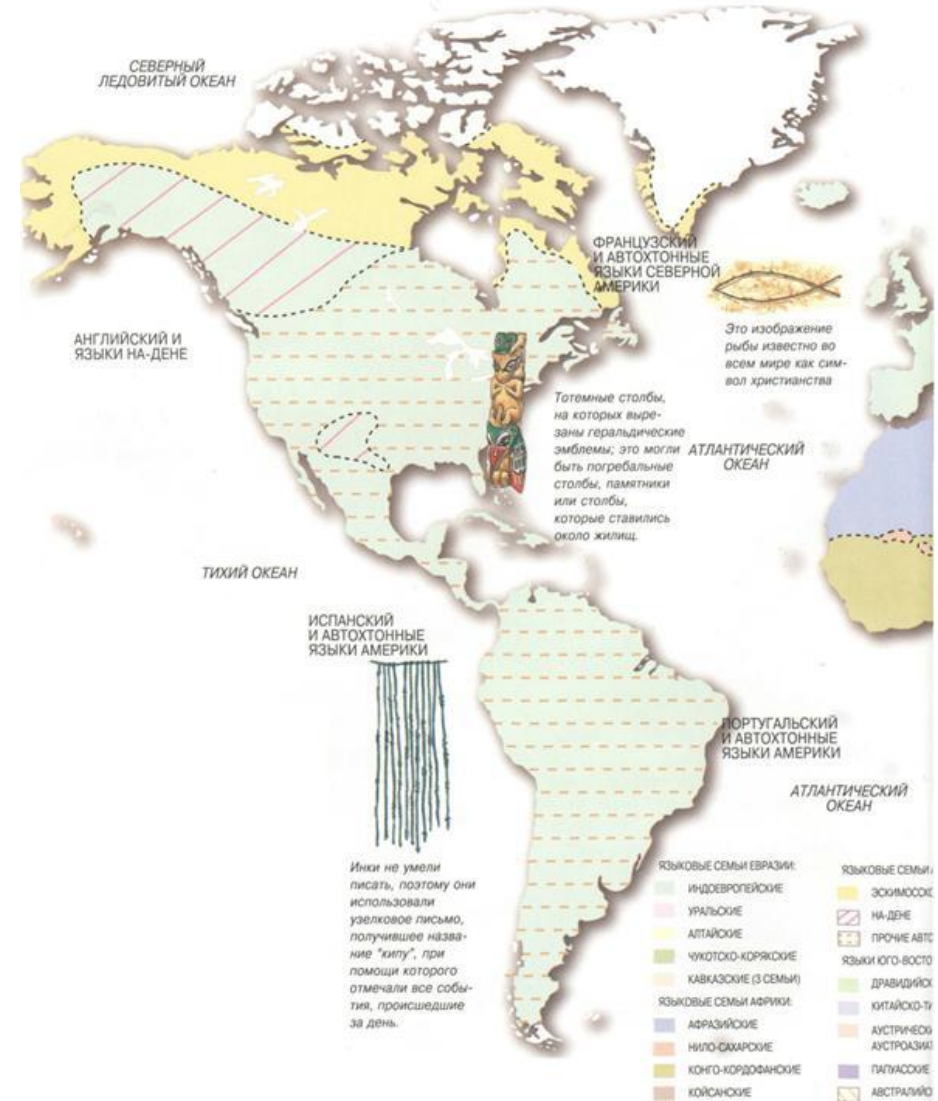 СЕВЕРНЫЙ
ЛЕДОВИТЫЙ ОКЕАН
ФРАНЦУЗСКИЙ
И АВТОХТОННЫЕ
ЯЗЫКИ СЕВЕРНОЙ
АМЕРИКИ
Это изображение
рыбы известно во
всем мире как сим-
вол христианства
АНГЛИЙСКИЙ И
ЯЗЫКИ НА-ДЕНЕ
Тотемные столбы,
на которых выре-
заны геральдические
эмблемы; это могли
быть погребальные
столбы, памятники
или столбы,
которые ставились
около жилищ.
АТЛАНТИЧЕСКИЙ
ОКЕАН
ТИХИЙ ОКЕАН
ИСПАНСКИЙ
И АВТОХТОННЫЕ
ЯЗЫКИ АМЕРИКИ
ПОРТУГАЛЬСКИЙ
И АВТОХТОННЫЕ
ЯЗЫКИ АМЕРИКИ
АТЛАНТИЧЕСКИЙ
ОКЕАН
Инки не умели
писать, поэтому они
использовали
узелковое письмо,
получившее назва-
ние "кипу", при
помощи которого
отмечали все собы-
тия, происшедшие
за день.
ЯЗЫКОВЫЕ СЕМЬИ ЕВРАЗИИ:
ИНДОЕВРОПЕЙСКИЕ
УРАЛЬСКИЕ
АЛТАЙСКИЕ
ЧУКОТСКО-КОРЯКСКИЕ
КАВКАЗСКИЕ (3 СЕМЬИ)
ЯЗЫКОВЫЕ СЕМЬИ АФРИКИ:
АФРАЗИЙСКИЕ
НИЛО-САХАРСКИЕ
КОНГО-КОРДОФАНСКИЕ
КОЙСАНСКИЕ
ЯЗЫКОВЫЕ СЕМЬИ
НА-ДЕНЕ
ПРОЧИЕ
ЯЗЫКИ
ПАПУАССКИЕ